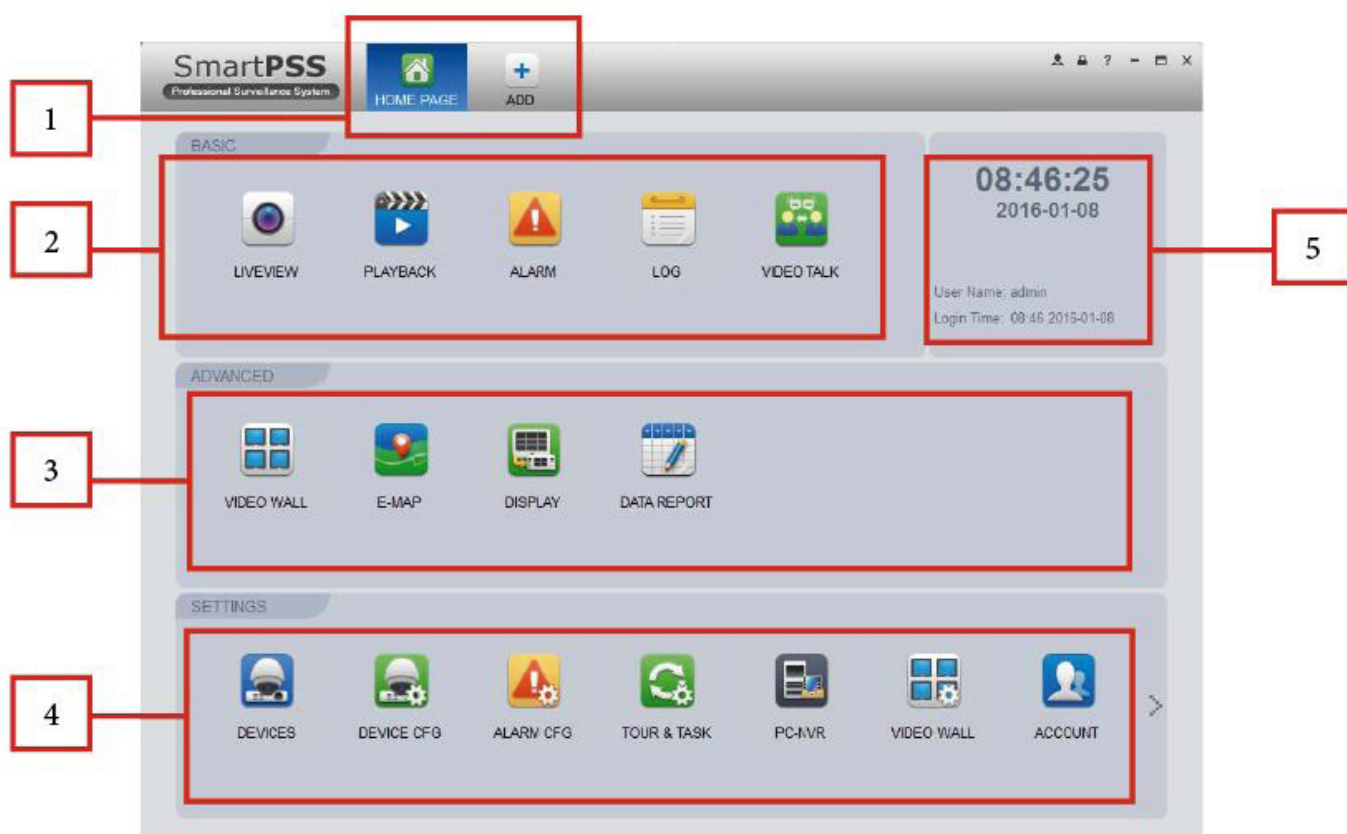 SmartPSS
Professional Surveillance System
HOME PAGE
ADD
?
1
BASIC
08:46:25
2016-01-08
2
5
LIVEVIEW
PLAYBACK
ALARM
LOG
VIDEO TALK
User Name: admin
Login Time: 08:46 2016-01-08
ADVANCED
3
VIDEO WALL
E-MAP
DISPLAY
DATA REPORT
SETTINGS
4
DEVICES
DEVICE CFG
ALARM CFG
TOUR & TASK
PC-NVR
VIDEO WALL
ACCOUNT